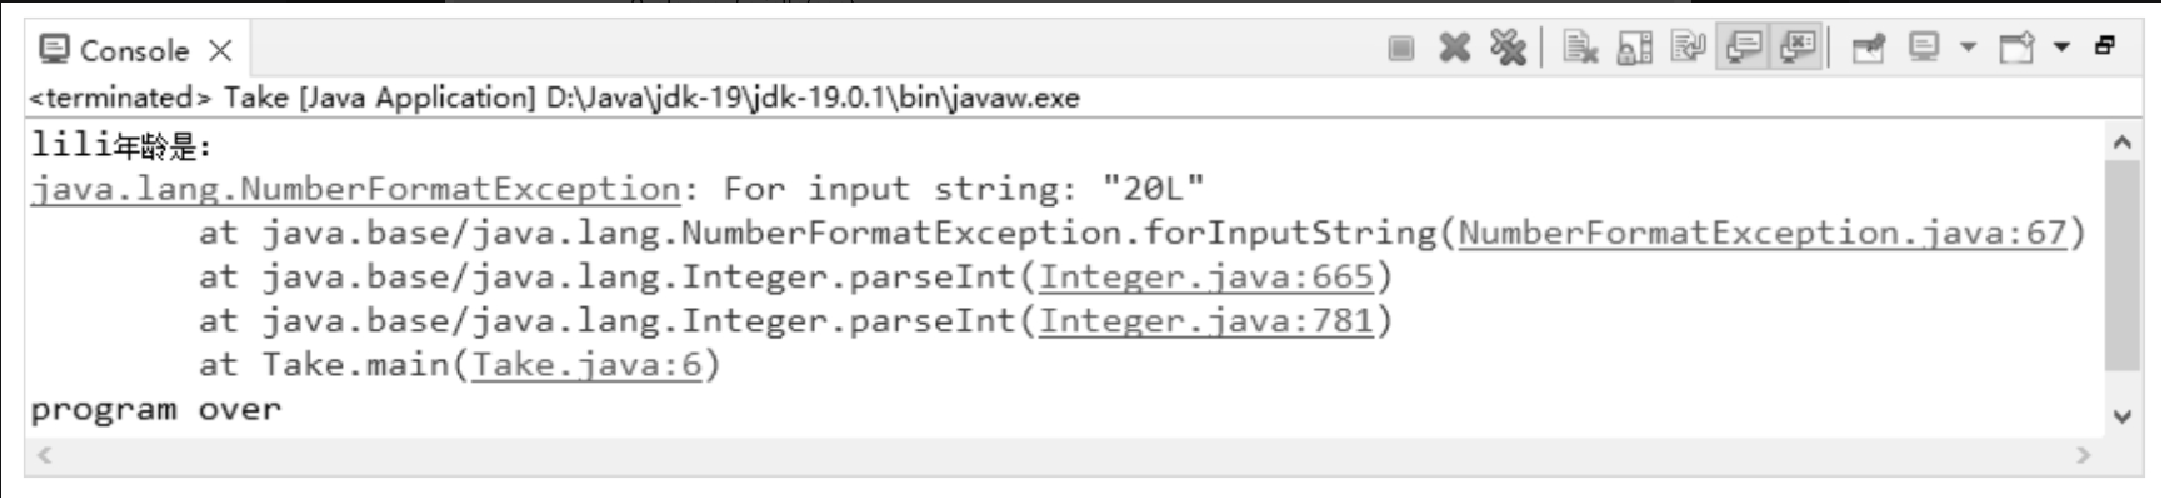 Console
<terminated> Take [Java Application] D:\Java\jdk-19\jdk-19.0.1\bin\javaw.exe
lili年龄是：
java.lang.NumberFormatException: For input string: "20L"
at java.base/java.lang.NumberFormatException.forInputString(NumberFormatException.java:67)
at java.base/java.lang.Integer.parseInt(Integer.java:665)
at java.base/java.lang.Integer.parseInt(Integer.java:781)
at Take.main(Take.java:6)
program over